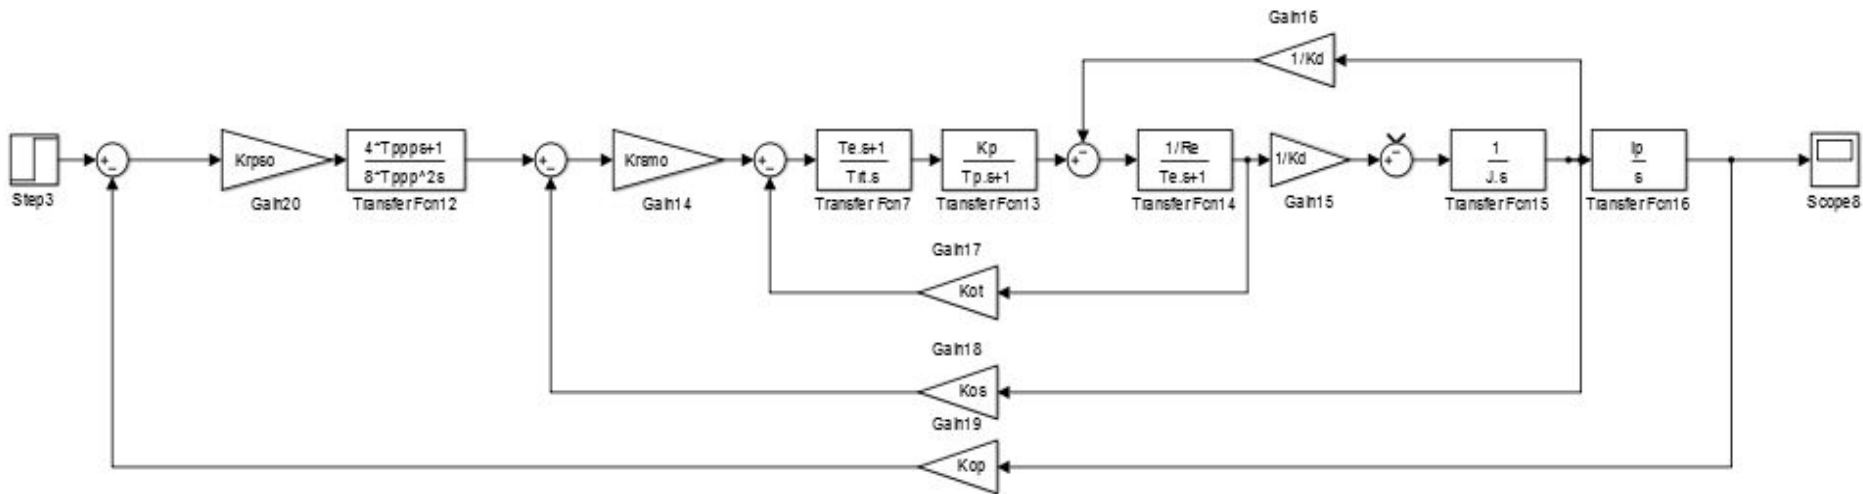 Gain16
1/Kd
Step3
Krpso
Gain20
4*Tppps+1
8*Tppp^2s
Transfer Fcn12
Krsmo
Gain14
Te.s+1
Trt.s
Transfer Fcn7
Kp
Tp.s+1
Transfer Fcn13
1/Re
Te.s+1
Transfer Fcn14
1/Kd
Gain15
1
J.s
Transfer Fcn15
Ip
s
Transfer Fcn16
Scope8
Gain17
Kot
Gain18
Kos
Gain19
Kop